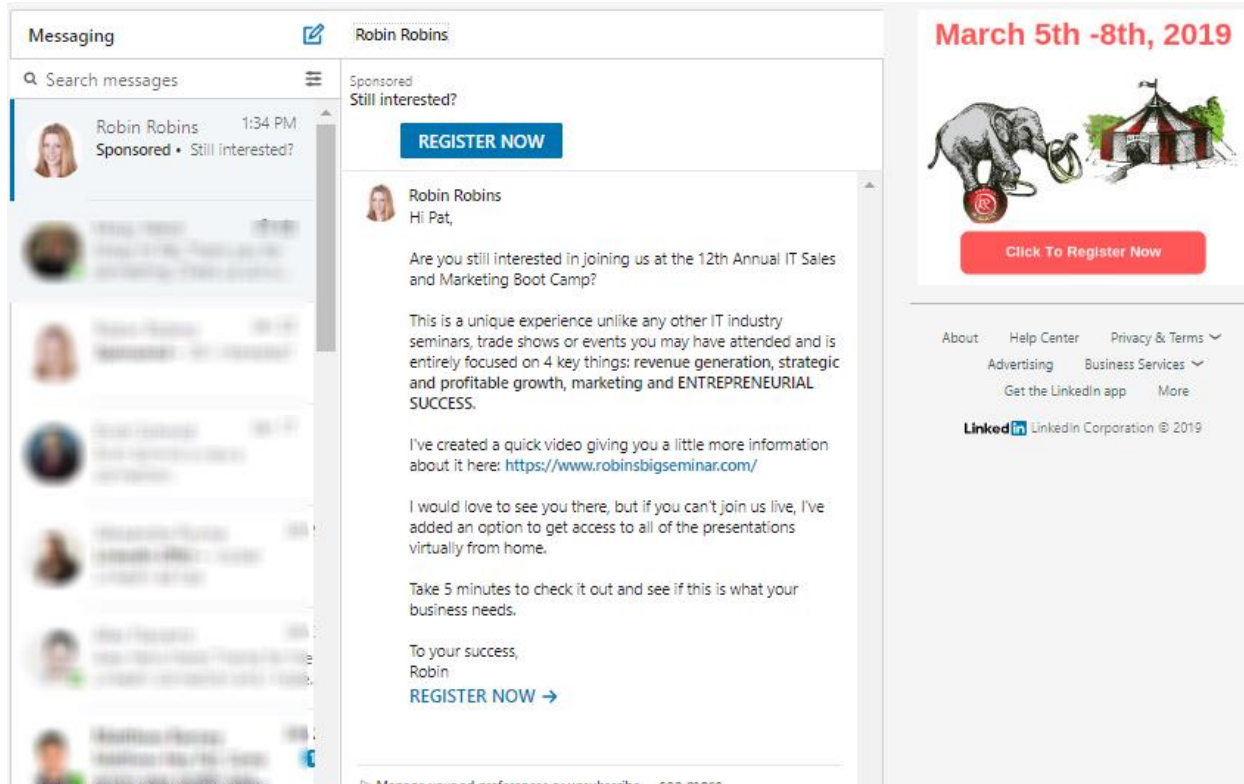 Messaging
Search messages
Robin Robins 1:34 PM
Sponsored • Still interested?
Robin Robins
Sponsored
Still interested?
REGISTER NOW
Robin Robins
Hi Pat,
Are you still interested in joining us at the 12th Annual IT Sales
and Marketing Boot Camp?
This is a unique experience unlike any other IT industry
seminars, trade shows or events you may have attended and is
entirely focused on 4 key things: revenue generation, strategic
and profitable growth, marketing and ENTREPRENEURIAL
SUCCESS.
I've created a quick video giving you a little more information
about it here: https://www.robinsbigseminar.com/
I would love to see you there, but if you can't join us live, I've
added an option to get access to all of the presentations
virtually from home.
Take 5 minutes to check it out and see if this is what your
business needs.
To your success,
Robin
REGISTER NOW →
Manage your ad preferences or unsubscribe
March 5th -8th, 2019
Click To Register Now
About Help Center Privacy & Terms
Advertising Business Services
Get the LinkedIn app More
Linked in LinkedIn Corporation © 2019